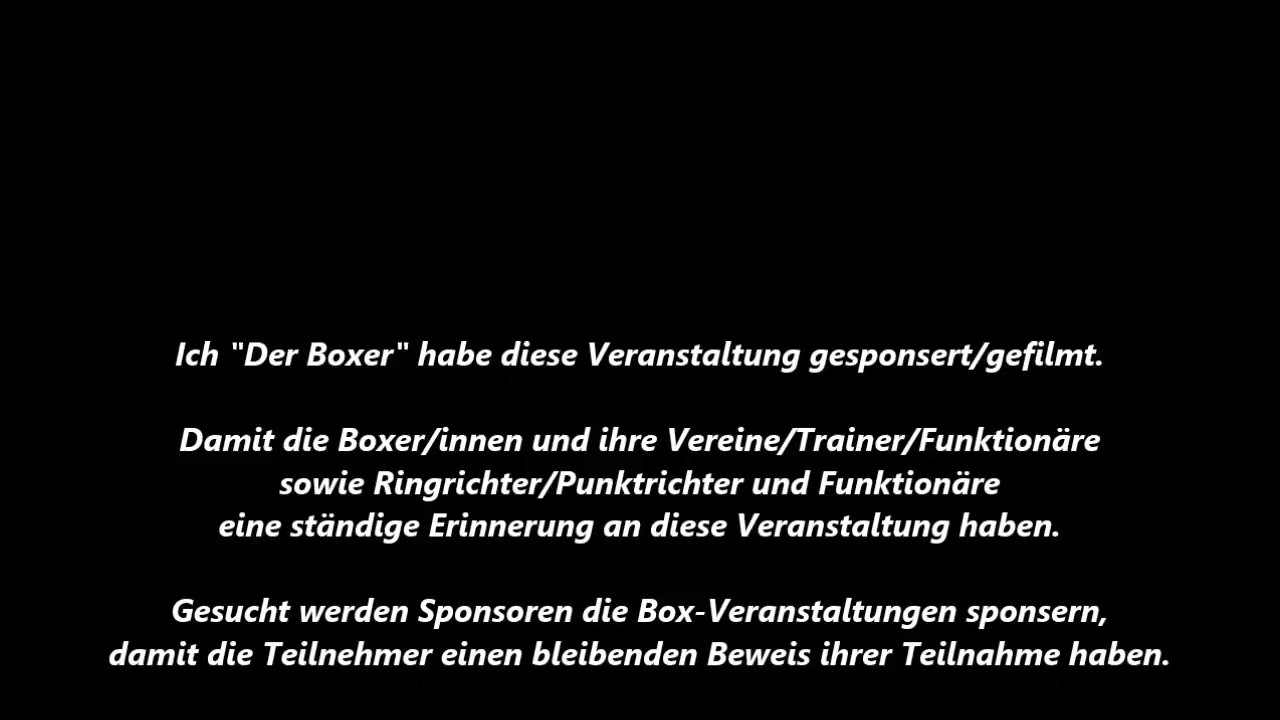 Ich "Der Boxer" habe diese Veranstaltung gesponsert/gefilmt.
Damit die Boxer/innen und ihre Vereine/Trainer/Funktionäre
sowie Ringrichter/Punktrichter und Funktionäre
eine ständige Erinnerung an diese Veranstaltung haben.
Gesucht werden Sponsoren die Box-Veranstaltungen sponsern,
damit die Teilnehmer einen bleibenden Beweis ihrer Teilnahme haben.